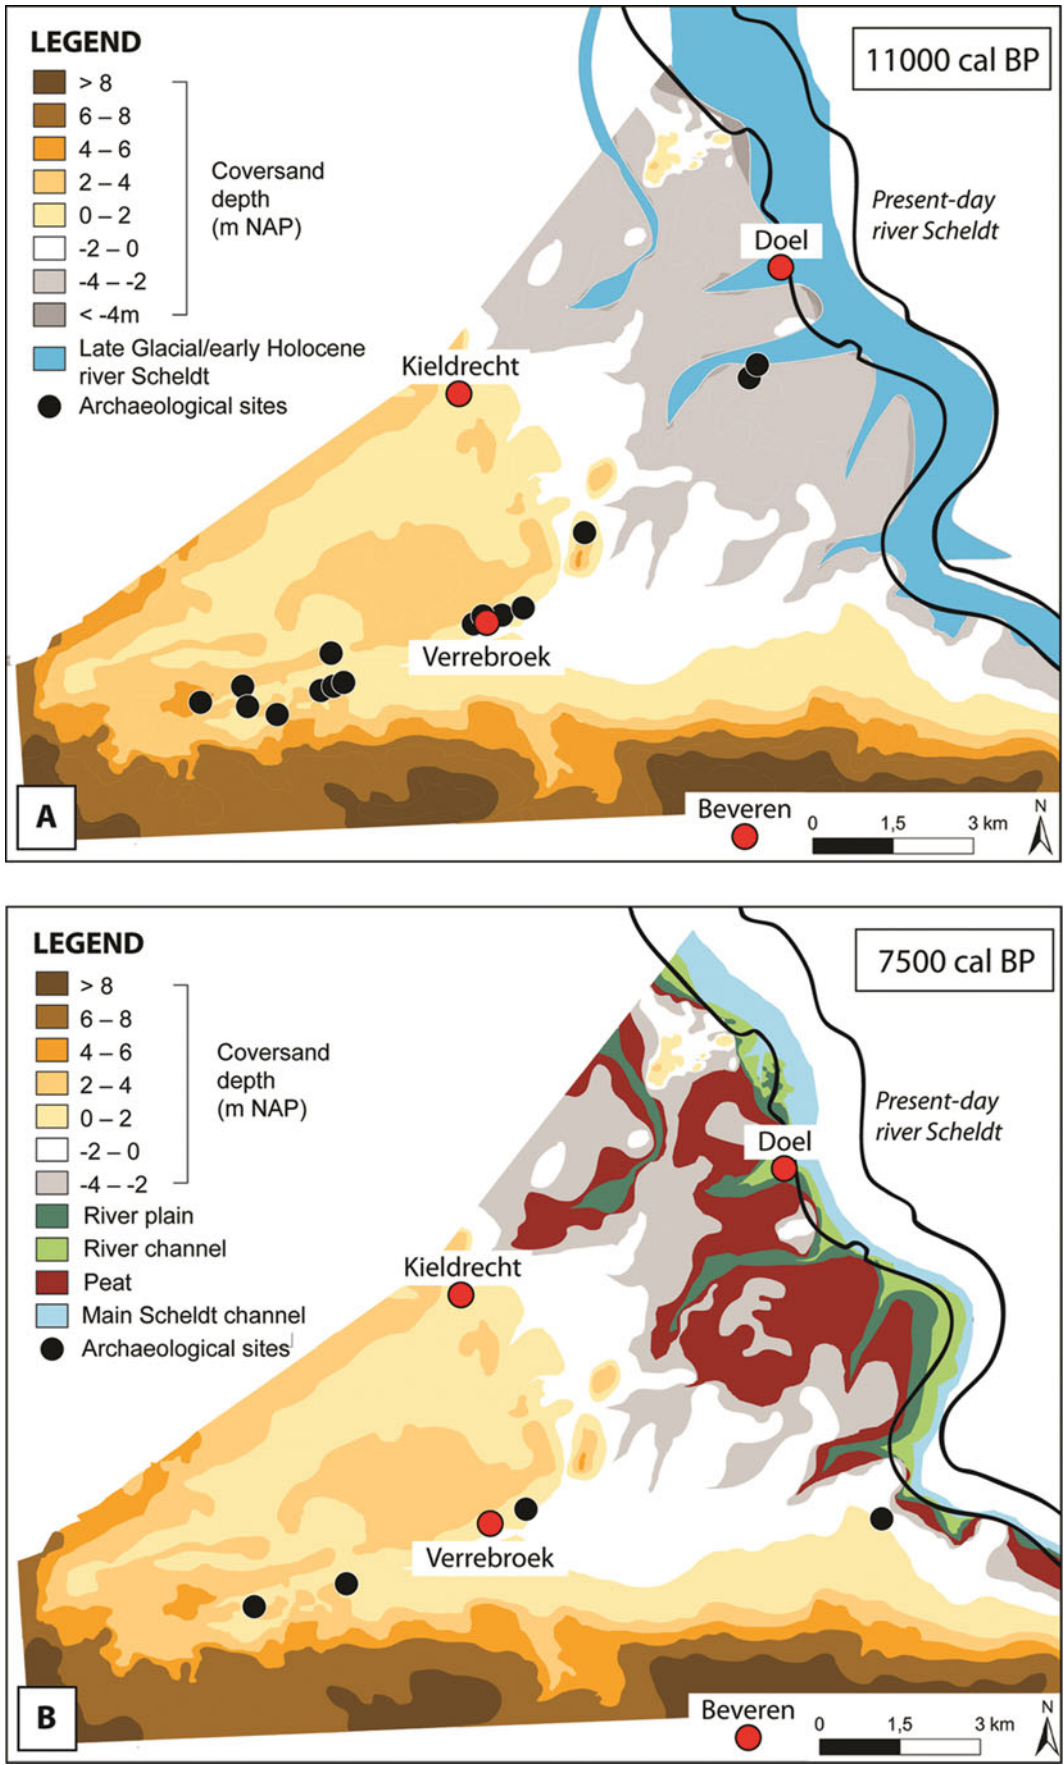 LEGEND
> 8
6 – 8
4 – 6
2 – 4
0 – 2
-2 – 0
-4 – -2
< -4m
Coversand
depth
(m NAP)
Late Glacial/early Holocene
river Scheldt
Archaeological sites
11000 cal BP
Present-day
river Scheldt
Doel
Kieldrecht
Verrebroek
Beveren
0 1,5 3 km
N
A
LEGEND
> 8
6 – 8
4 – 6
2 – 4
0 – 2
-2 – 0
-4 – -2
Coversand
depth
(m NAP)
River plain
River channel
Peat
Main Scheldt channel
Archaeological sites
7500 cal BP
Present-day
river Scheldt
Doel
Kieldrecht
Verrebroek
Beveren
0 1,5 3 km
N
B